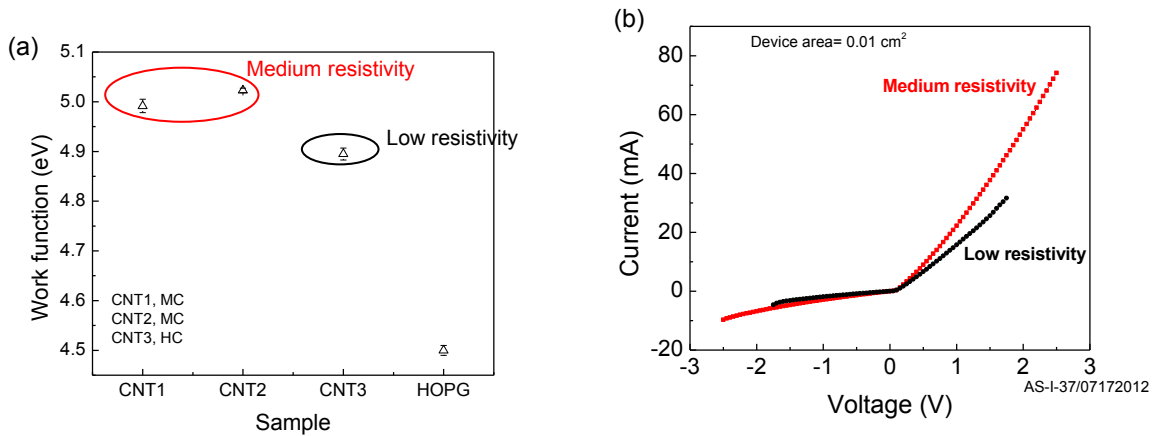 (a)
5.1
5.0
4.9
4.8
4.7
4.6
4.5
Work function (eV)
Medium resistivity
Low resistivity
CNT1, MC
CNT2, MC
CNT3, HC
CNT1 CNT2 CNT3 HOPG
Sample
(b)
Device area= 0.01 cm²
80
60
40
20
0
-20
Current (mA)
Medium resistivity
Low resistivity
-3 -2 -1 0 1 2 3
AS-I-37/07172012
Voltage (V)